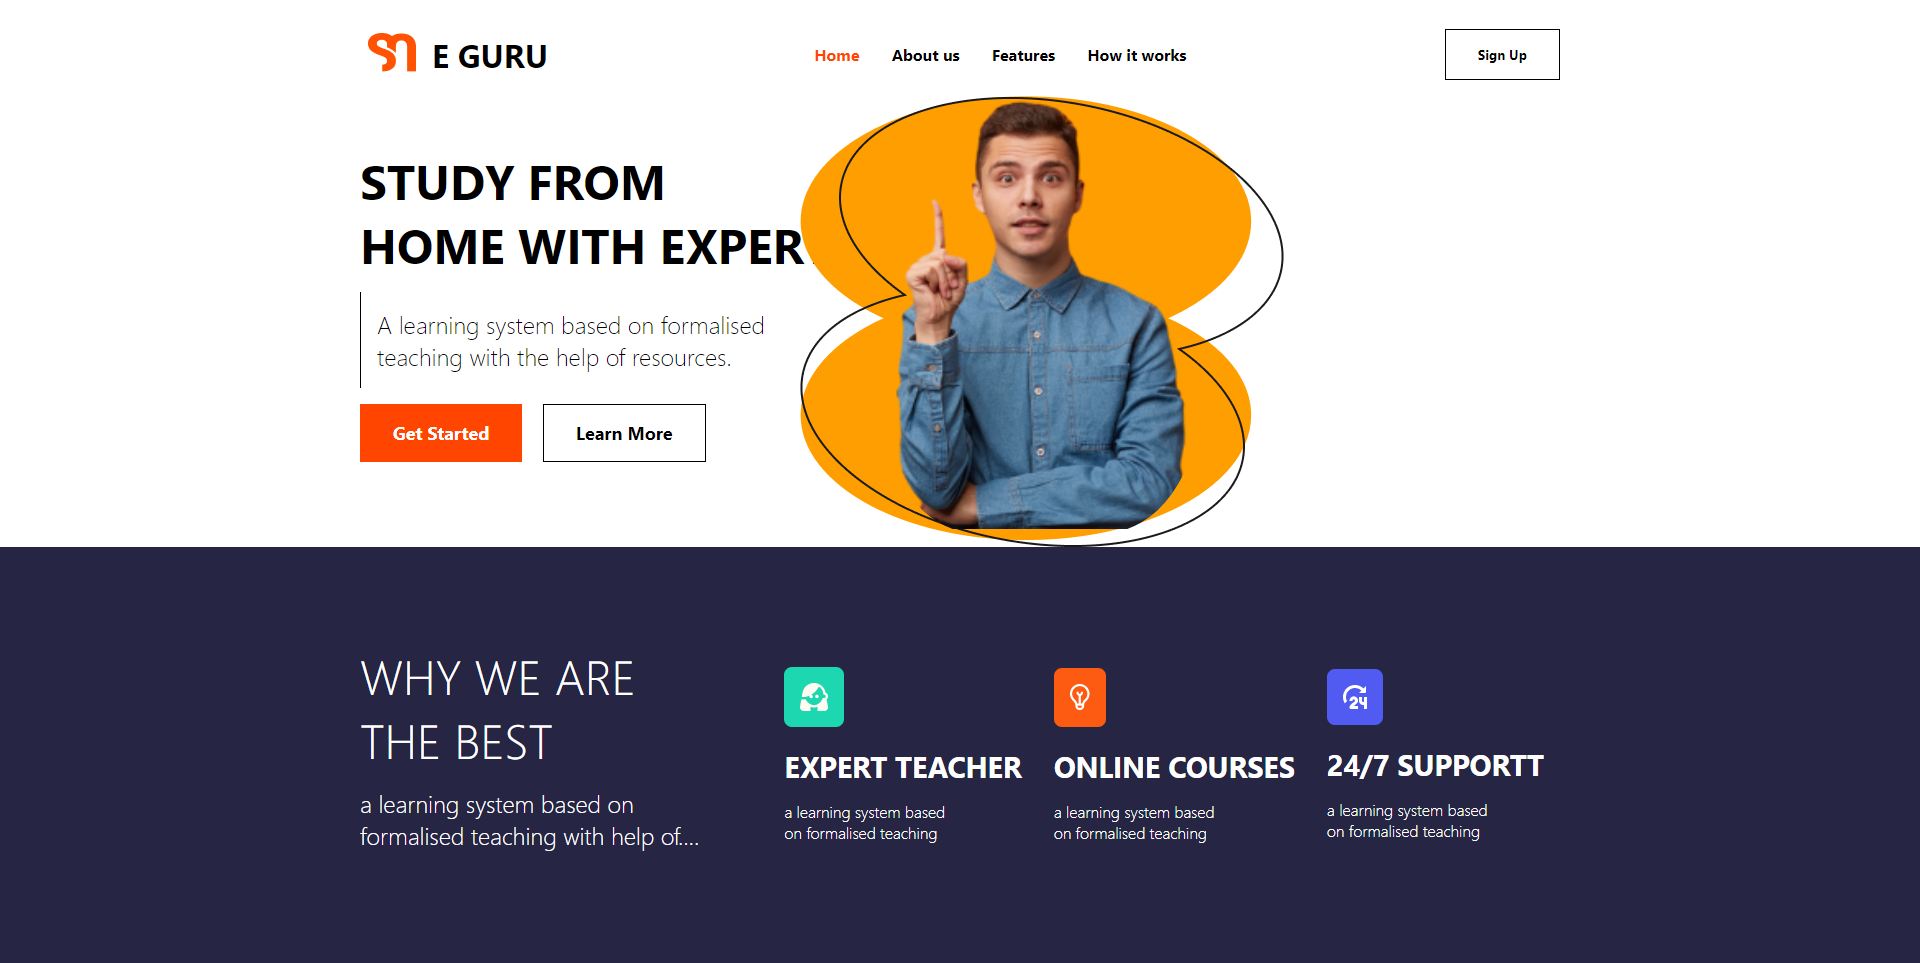 E GURU
Home
About us
Features
How it works
Sign Up
STUDY FROM
HOME WITH EXPER
A learning system based on formalised
teaching with the help of resources.
Get Started
Learn More
WHY WE ARE
THE BEST
a learning system based on
formalised teaching with help of....
EXPERT TEACHER
a learning system based
on formalised teaching
ONLINE COURSES
a learning system based
on formalised teaching
24
24/7 SUPPORTT
a learning system based
on formalised teaching